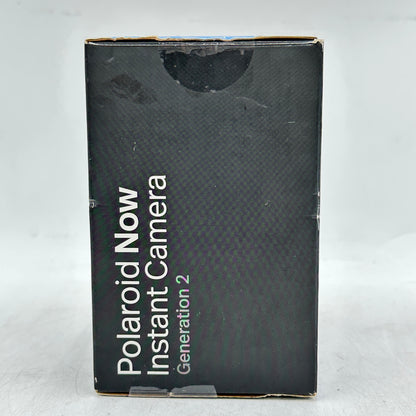 Polaroid Now
Instant Camera
Generation 2